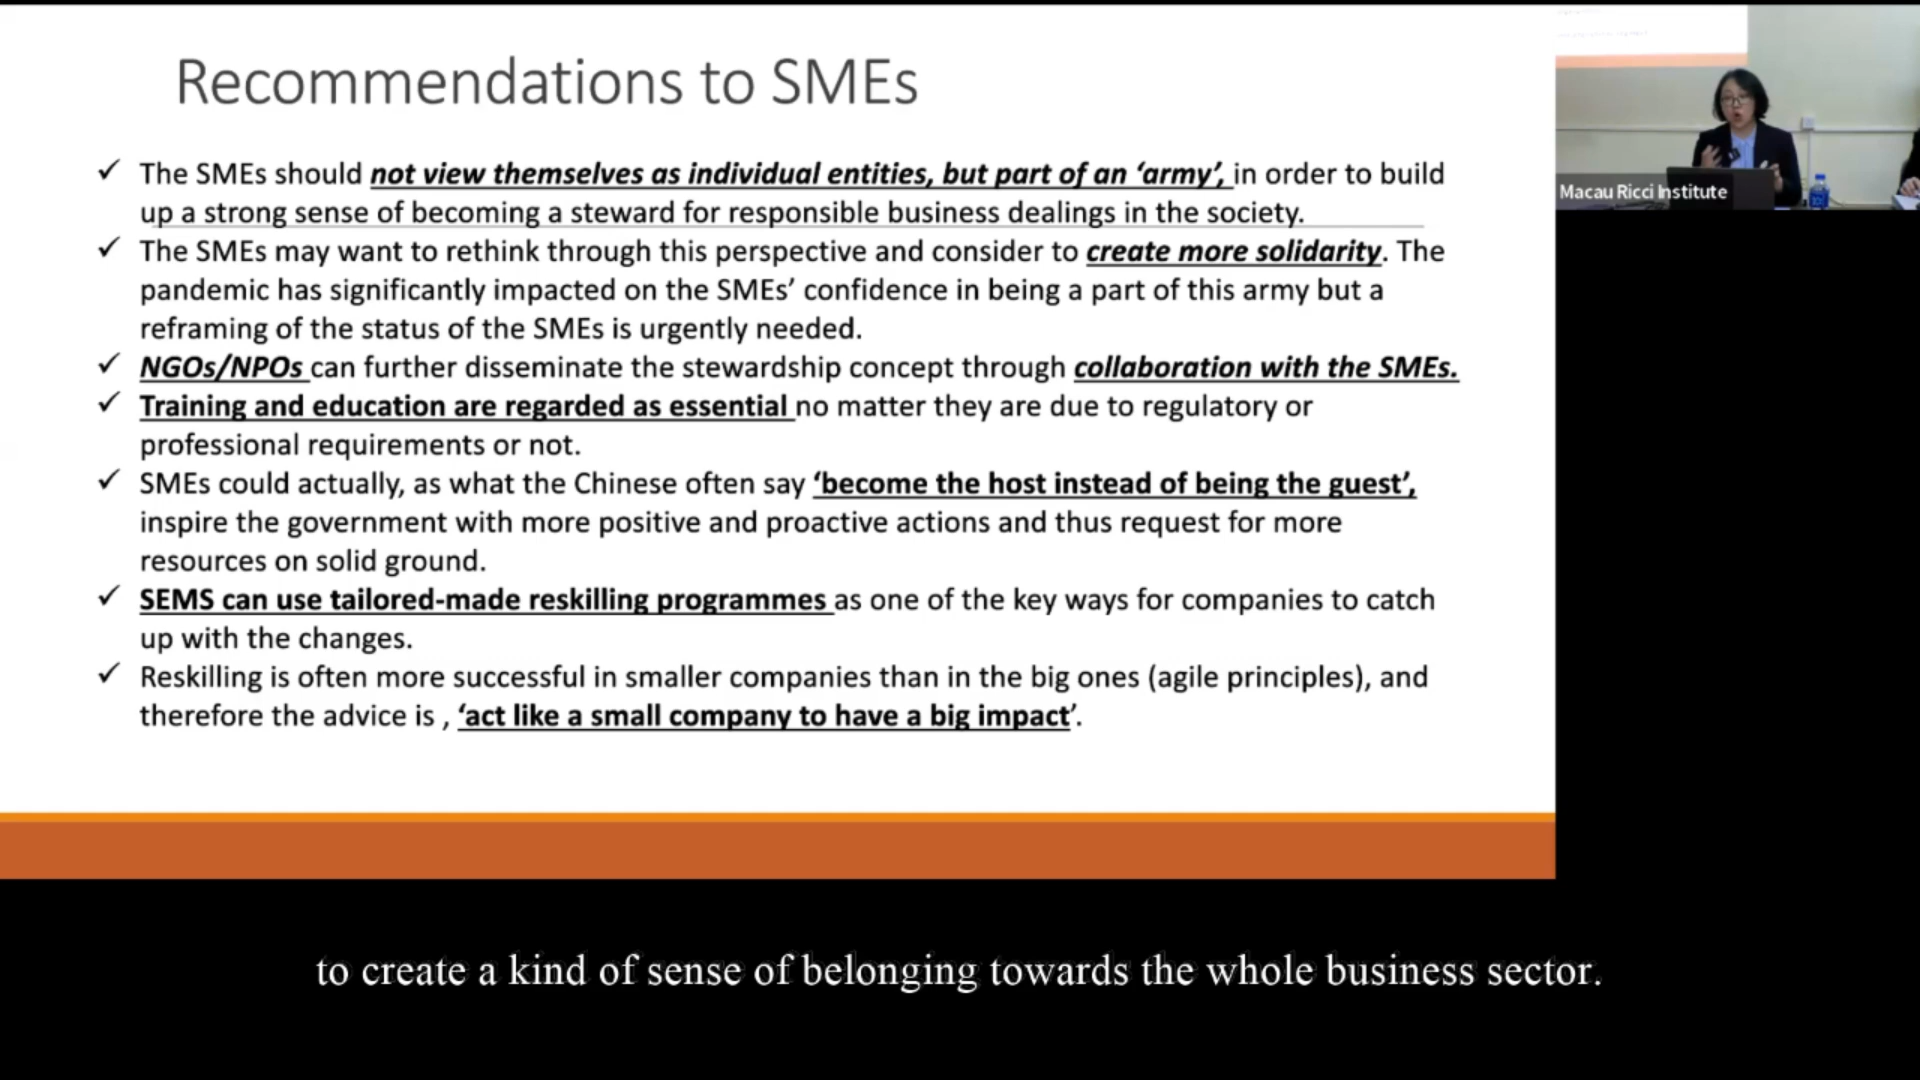 Recommendations to SMEs
✓ The SMEs should not view themselves as individual entities, but part of an ‘army’, in order to build
up a strong sense of becoming a steward for responsible business dealings in the society.
✓ The SMEs may want to rethink through this perspective and consider to create more solidarity. The
pandemic has significantly impacted on the SMEs’ confidence in being a part of this army but a
reframing of the status of the SMEs is urgently needed.
✓ NGOs/NPOs can further disseminate the stewardship concept through collaboration with the SMEs.
✓ Training and education are regarded as essential no matter they are due to regulatory or
professional requirements or not.
✓ SMEs could actually, as what the Chinese often say ‘become the host instead of being the guest’,
inspire the government with more positive and proactive actions and thus request for more
resources on solid ground.
✓ SEMS can use tailored-made reskilling programmes as one of the key ways for companies to catch
up with the changes.
✓ Reskilling is often more successful in smaller companies than in the big ones (agile principles), and
therefore the advice is , ‘act like a small company to have a big impact’.
Macau Ricci Institute
to create a kind of sense of belonging towards the whole business sector.